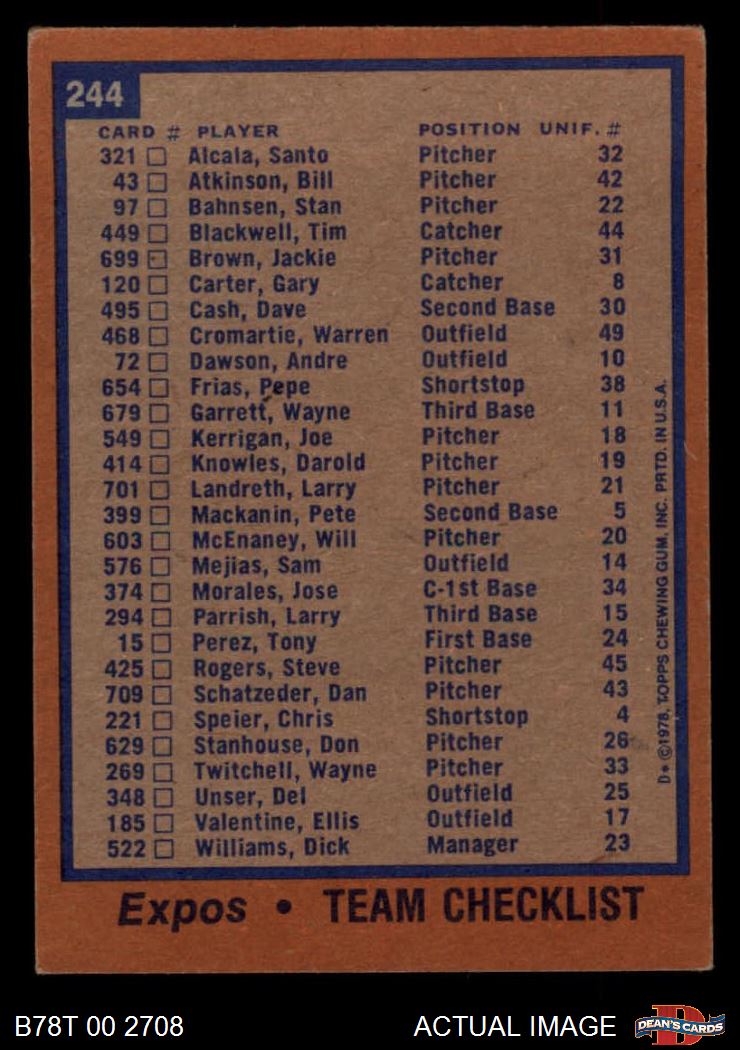 244
CARD # PLAYER POSITION UNIF. #
321 □ Alcala, Santo Pitcher 32
43 □ Atkinson, Bill Pitcher 42
97 □ Bahnsen, Stan Pitcher 22
449 □ Blackwell, Tim Catcher 44
699 □ Brown, Jackie Pitcher 31
120 □ Carter, Gary Catcher 8
495 □ Cash, Dave Second Base 30
468 □ Cromartie, Warren Outfield 49
72 □ Dawson, Andre Outfield 10
654 □ Frias, Pepe Shortstop 38
679 □ Garrett, Wayne Third Base 11
549 □ Kerrigan, Joe Pitcher 18
414 □ Knowles, Darold Pitcher 19
701 □ Landreth, Larry Pitcher 21
399 □ Mackanin, Pete Second Base 5
603 □ McEnaney, Will Pitcher 20
576 □ Mejias, Sam Outfield 14
374 □ Morales, Jose C-1st Base 34
294 □ Parrish, Larry Third Base 15
15 □ Perez, Tony First Base 24
425 □ Rogers, Steve Pitcher 45
709 □ Schatzeder, Dan Pitcher 43
221 □ Speier, Chris Shortstop 4
629 □ Stanhouse, Don Pitcher 26
269 □ Twitchell, Wayne Pitcher 33
348 □ Unser, Del Outfield 25
185 □ Valentine, Ellis Outfield 17
522 □ Williams, Dick Manager 23
D* © 1978, TOPPS CHEWING GUM, INC. PRTD. IN U.S.A.
Expos • TEAM CHECKLIST
B78T 00 2708 ACTUAL IMAGE
D
DEAN'S CARDS